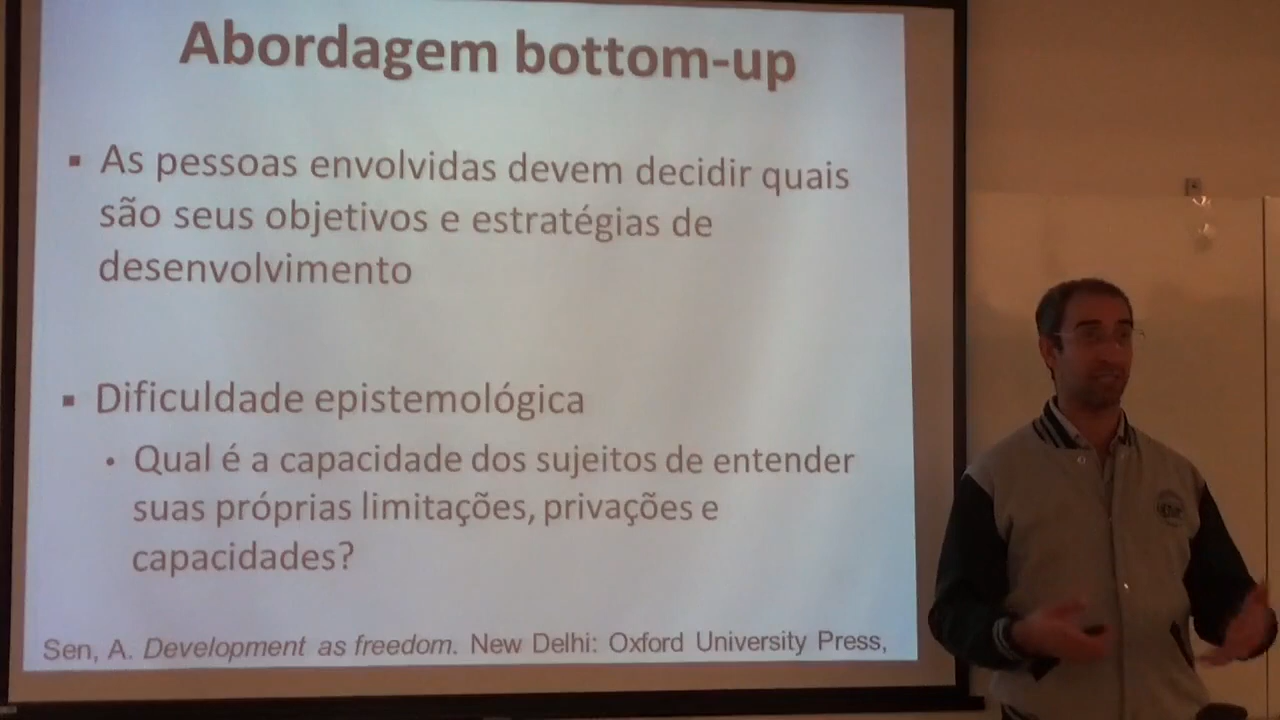 Abordagem bottom-up
▪ As pessoas envolvidas devem decidir quais
são seus objetivos e estratégias de
desenvolvimento
▪ Dificuldade epistemológica
• Qual é a capacidade dos sujeitos de entender
suas próprias limitações, privações e
capacidades?
Sen, A. Development as freedom. New Delhi: Oxford University Press,